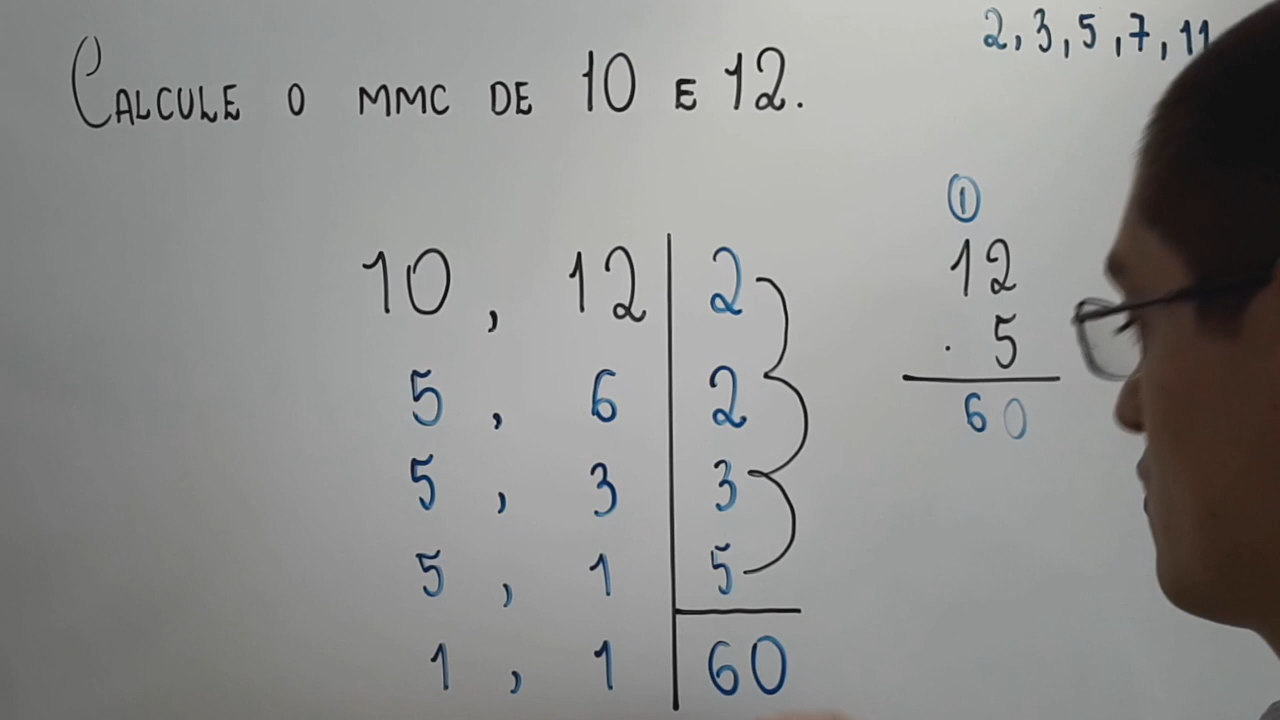 CALCULE O MMC DE 10 E 12.
2, 3, 5, 7, 11
10, 12 | 2
5, 6 | 2
5, 3 | 3
5, 1 | 5
1, 1 | 60
1
12
. 5
60